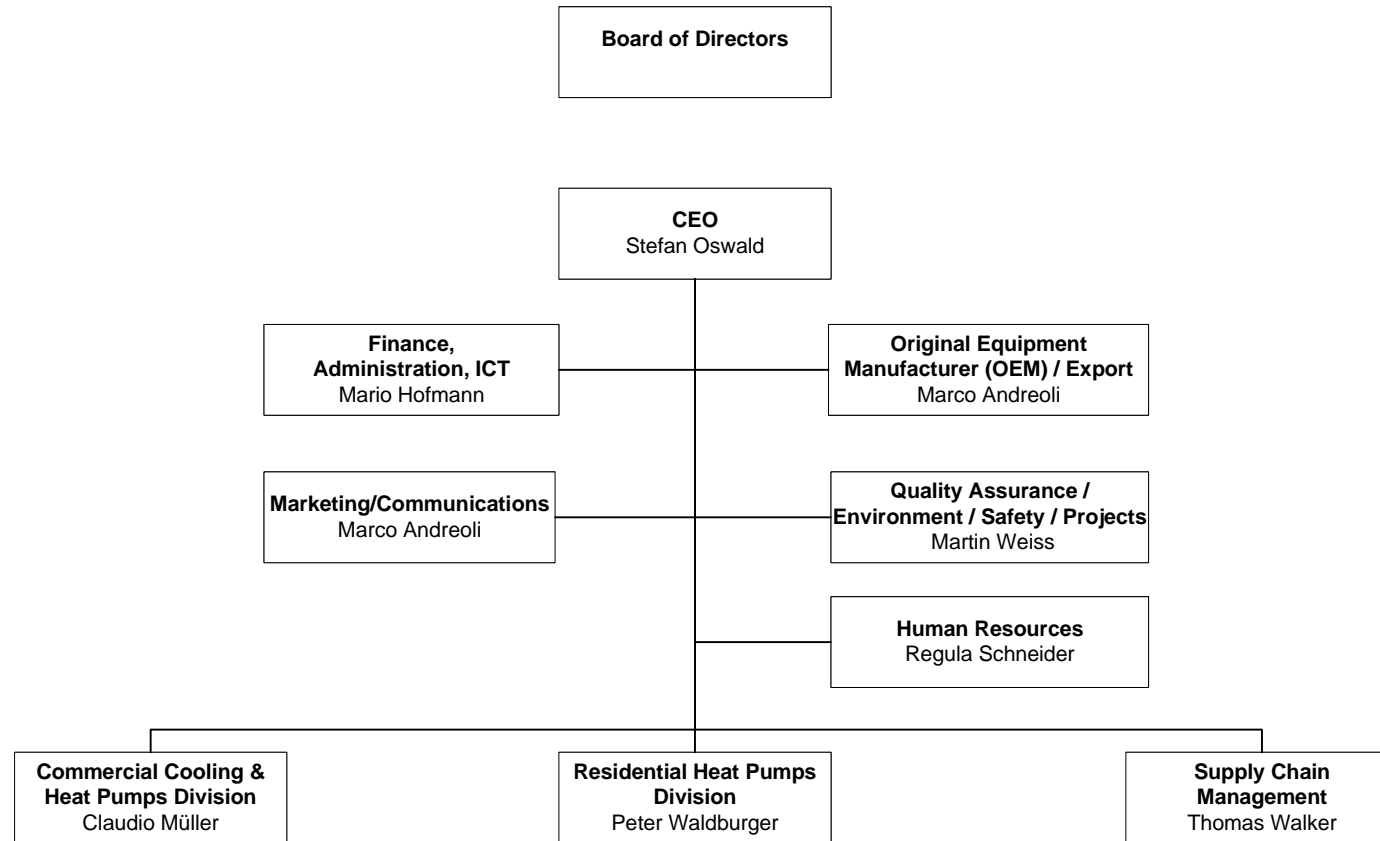 Board of Directors
CEO
Stefan Oswald
Finance,
Administration, ICT
Mario Hofmann
Original Equipment
Manufacturer (OEM) / Export
Marco Andreoli
Marketing/Communications
Marco Andreoli
Quality Assurance /
Environment / Safety / Projects
Martin Weiss
Human Resources
Regula Schneider
Commercial Cooling &
Heat Pumps Division
Claudio Müller
Residential Heat Pumps
Division
Peter Waldburger
Supply Chain
Management
Thomas Walker